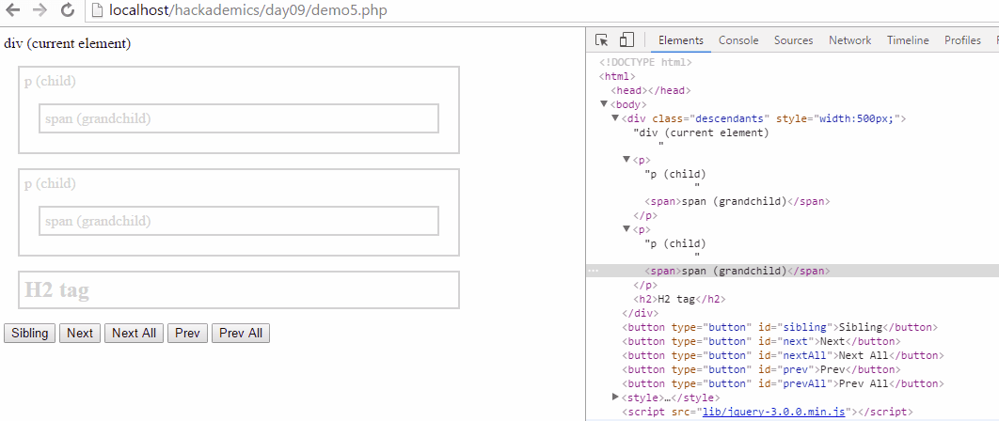 localhost/hackademics/day09/demo5.php
div (current element)
p (child)
span (grandchild)
p (child)
span (grandchild)
H2 tag
Sibling Next Next All Prev Prev All
Elements Console Sources Network Timeline Profiles
<!DOCTYPE html>
<html>
<head></head>
<body>
<div class="descendants" style="width:500px;">
"div (current element)
"
<p>
"p (child)
"
<span>span (grandchild)</span>
</p>
<p>
"p (child)
"
<span>span (grandchild)</span>
</p>
<h2>H2 tag</h2>
</div>
<button type="button" id="sibling">Sibling</button>
<button type="button" id="next">Next</button>
<button type="button" id="nextAll">Next All</button>
<button type="button" id="prev">Prev</button>
<button type="button" id="prevAll">Prev All</button>
<style>…</style>
<script src="lib/jquery-3.0.0.min.js"></script>